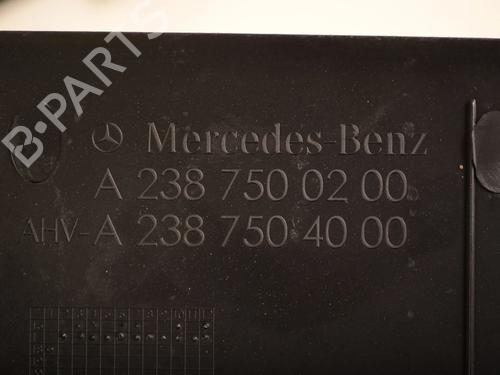 B-PARTS
Mercedes-Benz
A 238 750 02 00
AHV-A 238 750 40 00